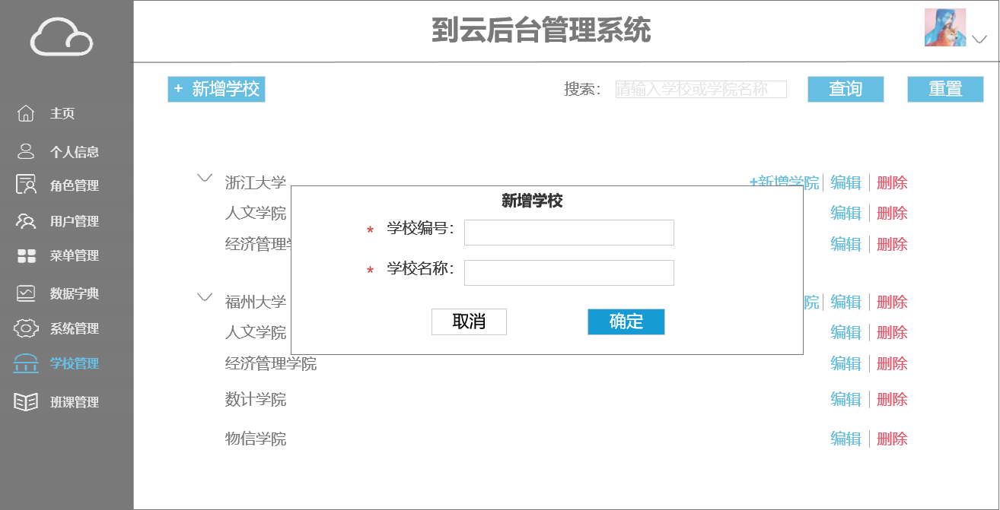 到云后台管理系统
+ 新增学校
搜索：
请输入学校或学院名称
查询
重置
主页
个人信息
角色管理
用户管理
菜单管理
数据字典
系统管理
学校管理
班课管理
浙江大学 +新增学院 编辑 删除
人文学院 编辑 删除
经济管理 编辑 删除
新增学校
* 学校编号：
* 学校名称：
取消
确定
福州大学 院 编辑 删除
人文学院 编辑 删除
经济管理学院 编辑 删除
数计学院 编辑 删除
物信学院 编辑 删除